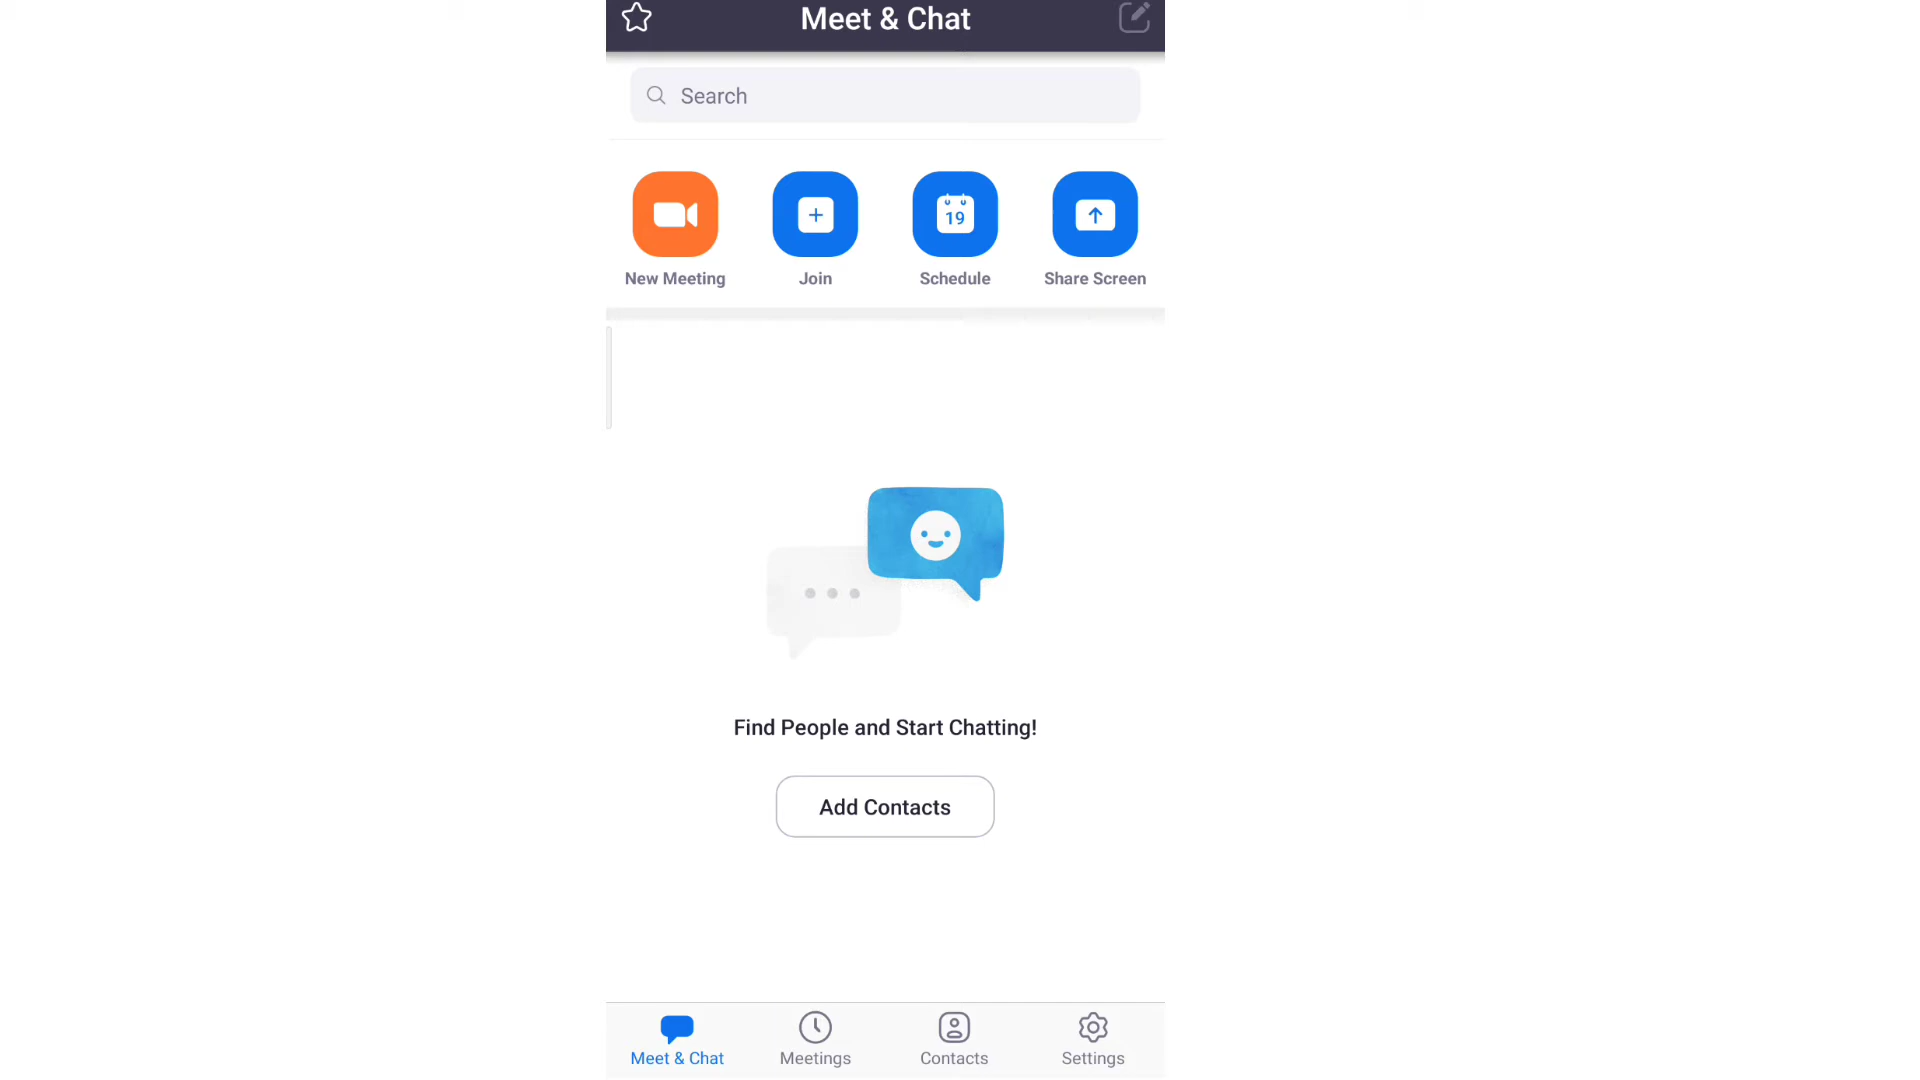 Meet & Chat
Search
New Meeting
Join
19
Schedule
Share Screen
Find People and Start Chatting!
Add Contacts
Meet & Chat
Meetings
Contacts
Settings